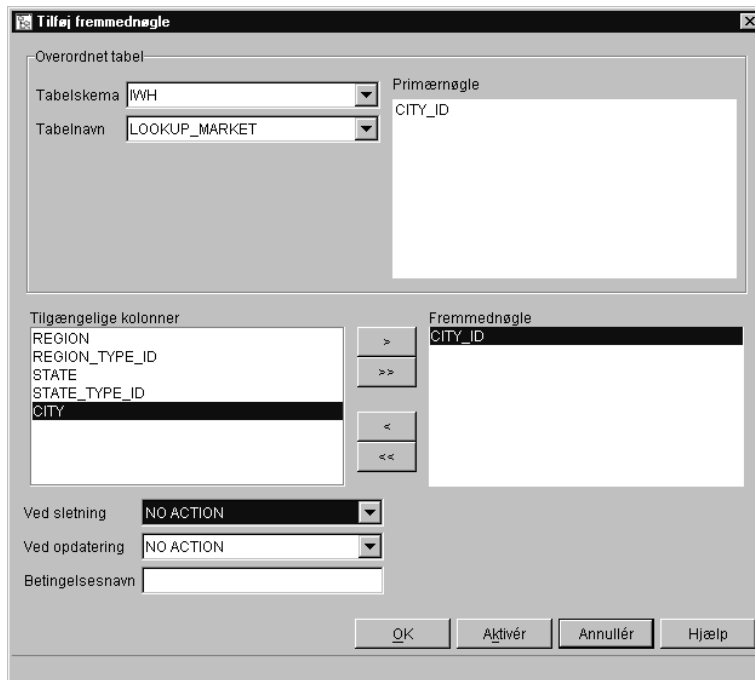 Tilføj fremmednøgle
Overordnet tabel
Tabelskema IWH
Tabelnavn LOOKUP_MARKET
Primærnøgle
CITY_ID
Tilgængelige kolonner
REGION
REGION_TYPE_ID
STATE
STATE_TYPE_ID
CITY
>
>>
<
<<
Fremmednøgle
CITY_ID
Ved sletning NO ACTION
Ved opdatering NO ACTION
Betingelsesnavn
OK Aktivér Annullér Hjælp